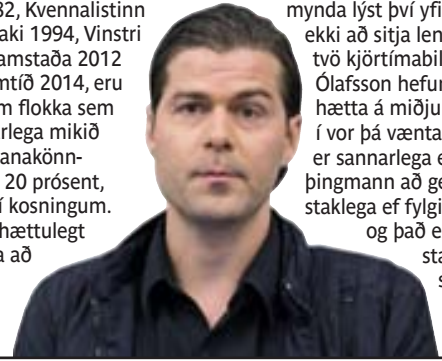 82, Kvennalistinn
aki 1994, Vinstri
amstaða 2012
mtíð 2014, eru
m flokka sem
rlega mikið
anakönn-
20 prósent,
í kosningum.
hættulegt
a að
mynda lýst því yfi
ekki að sitja len
tvö kjörtímabil
Ólafsson hefur
hætta á miðju
í vor þá vænta
er sannarlega e
þingmann að ge
staklega ef fylgi
og það e
sta
s